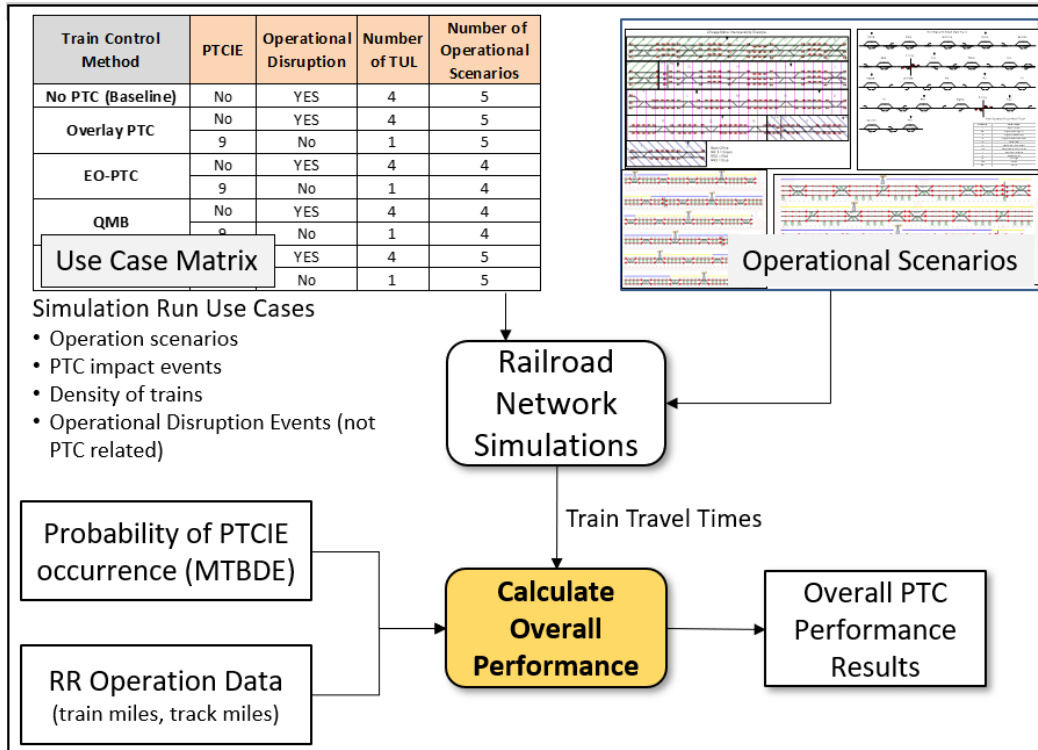 Train Control Method PTCIE Operational Disruption Number of TUL Number of Operational Scenarios
No PTC (Baseline) No YES 4 5
Overlay PTC No YES 4 5
9 No 1 5
EO-PTC No YES 4 4
9 No 1 4
QMB No YES 4 4
9 No 1 4
YES 4 5
No 1 5
Use Case Matrix
Operational Scenarios
Simulation Run Use Cases
• Operation scenarios
• PTC impact events
• Density of trains
• Operational Disruption Events (not
PTC related)
Railroad
Network
Simulations
Train Travel Times
Probability of PTCIE
occurrence (MTBDE)
RR Operation Data
(train miles, track miles)
Calculate
Overall
Performance
Overall PTC
Performance
Results